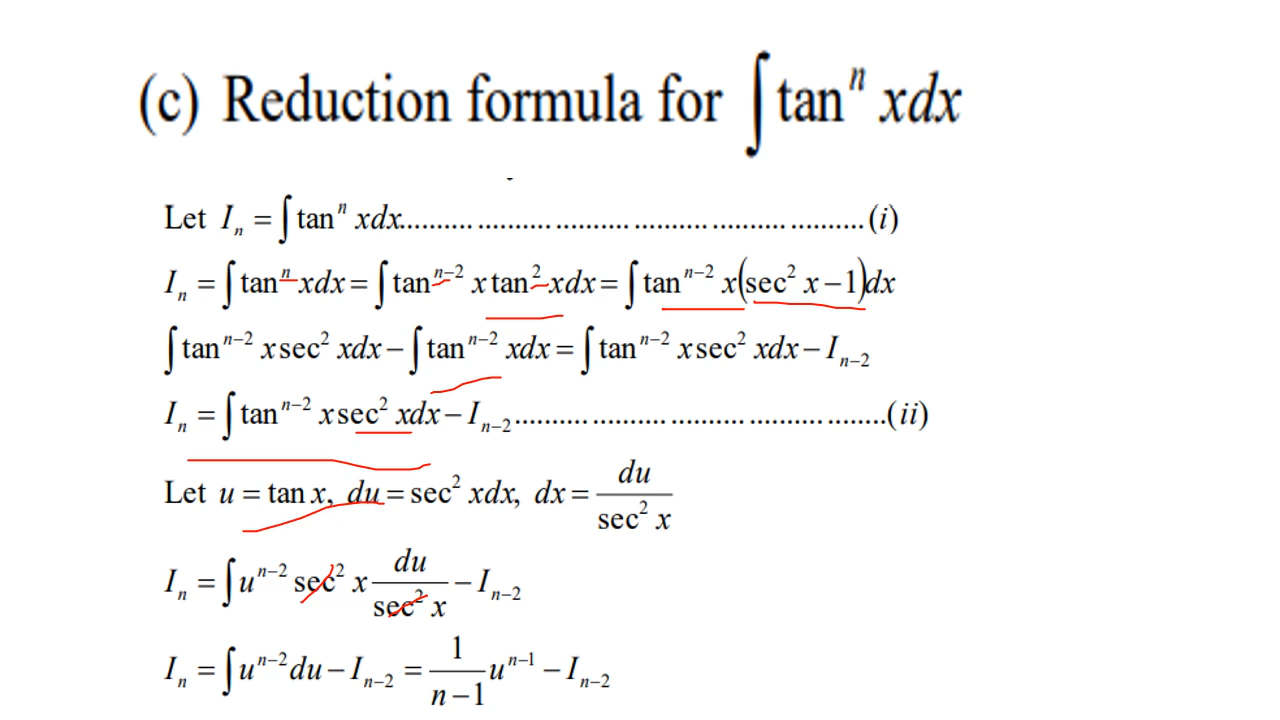 (c) Reduction formula for ∫ tanⁿ xdx
Let Iₙ = ∫ tanⁿ xdx............................................................(i)
Iₙ = ∫ tanⁿ xdx = ∫ tanⁿ⁻² x tan² xdx = ∫ tanⁿ⁻² x(sec² x − 1)dx
∫ tanⁿ⁻² x sec² xdx − ∫ tanⁿ⁻² xdx = ∫ tanⁿ⁻² x sec² xdx − Iₙ₋₂
Iₙ = ∫ tanⁿ⁻² x sec² xdx − Iₙ₋₂................................................(ii)
Let u = tan x, du = sec² xdx, dx = du / sec² x
Iₙ = ∫ uⁿ⁻² sec² x du / sec² x − Iₙ₋₂
Iₙ = ∫ uⁿ⁻² du − Iₙ₋₂ = 1 / n−1 uⁿ⁻¹ − Iₙ₋₂